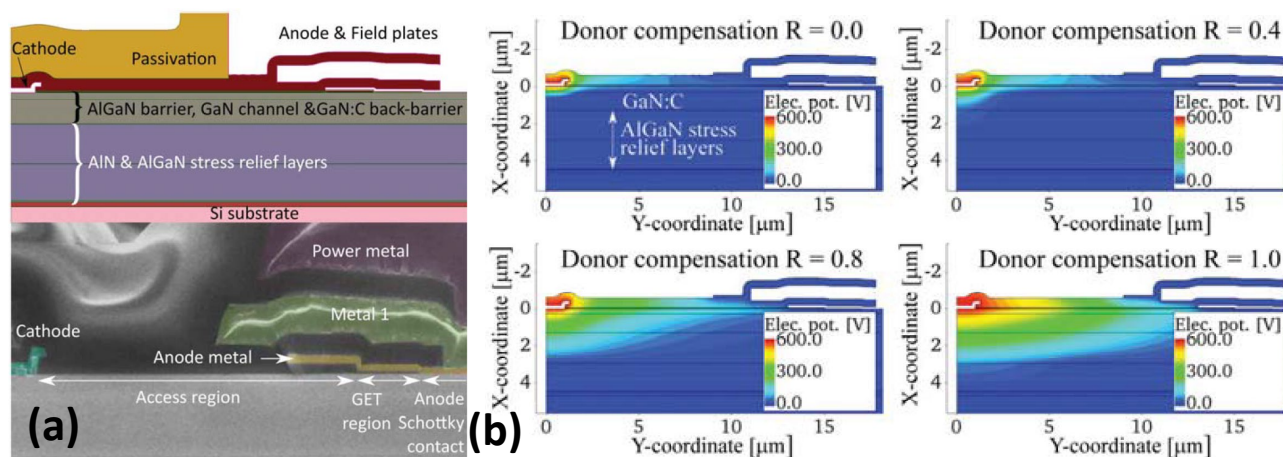 Cathode
Passivation
Anode & Field plates
AlGaN barrier, GaN channel &GaN:C back-barrier
AlN & AlGaN stress relief layers
Si substrate
Power metal
Metal 1
Cathode
Anode metal
Access region
GET
region
Anode
Schottky
contact
(a)
(b)
Donor compensation R = 0.0
X-coordinate [µm]
-2
0
2
4
GaN:C
AlGaN stress
relief layers
Elec. pot. [V]
600.0
300.0
0.0
0 5 10 15
Y-coordinate [µm]
Donor compensation R = 0.4
X-coordinate [µm]
-2
0
2
4
Elec. pot. [V]
600.0
300.0
0.0
0 5 10 15
Y-coordinate [µm]
Donor compensation R = 0.8
X-coordinate [µm]
-2
0
2
4
Elec. pot. [V]
600.0
300.0
0.0
0 5 10 15
Y-coordinate [µm]
Donor compensation R = 1.0
X-coordinate [µm]
-2
0
2
4
Elec. pot. [V]
600.0
300.0
0.0
0 5 10 15
Y-coordinate [µm]